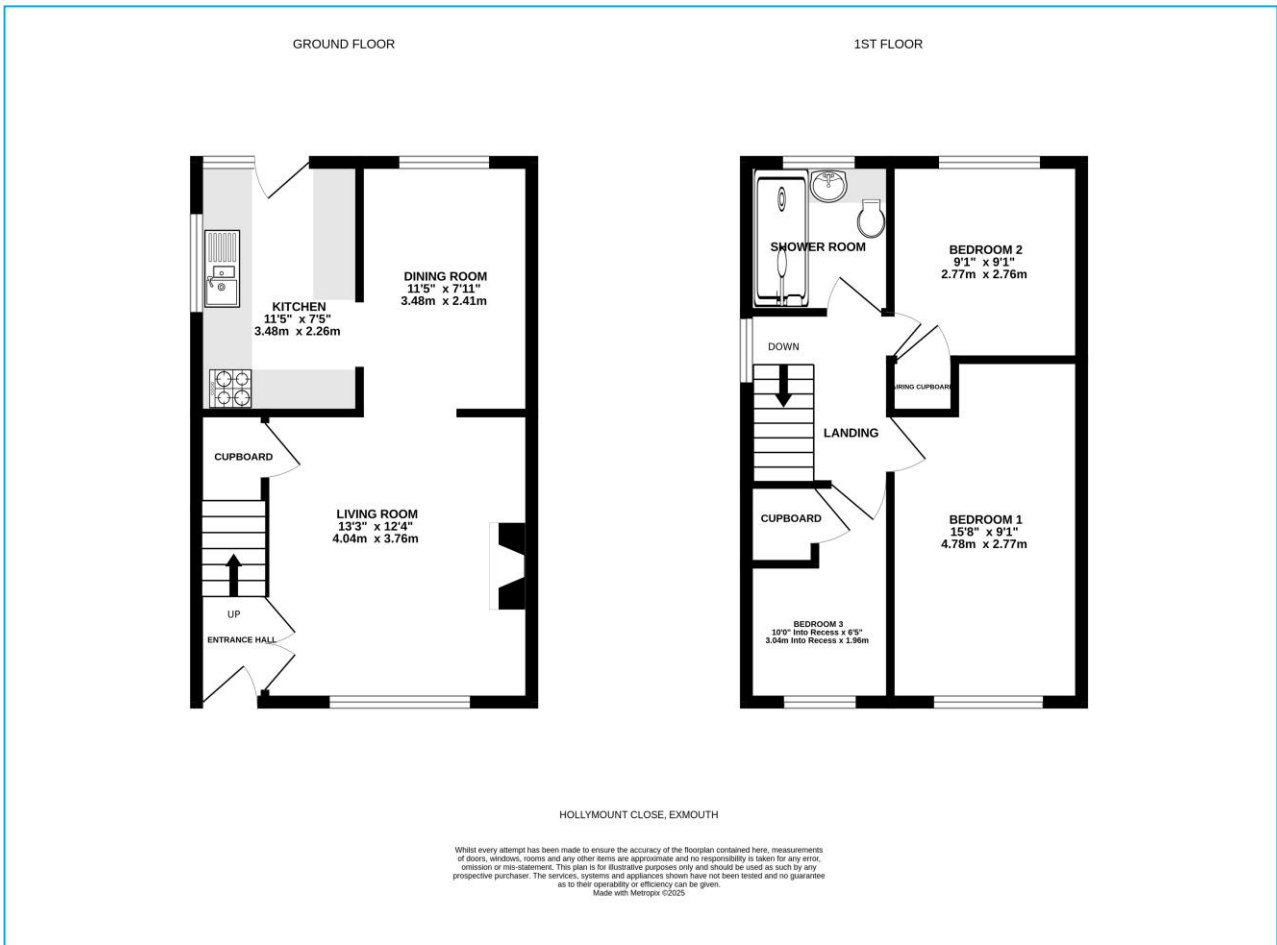 GROUND FLOOR
KITCHEN
11'5" x 7'5"
3.48m x 2.26m
DINING ROOM
11'5" x 7'11"
3.48m x 2.41m
CUPBOARD
LIVING ROOM
13'3" x 12'4"
4.04m x 3.76m
UP
ENTRANCE HALL
1ST FLOOR
SHOWER ROOM
BEDROOM 2
9'1" x 9'1"
2.77m x 2.76m
DOWN
AIRING CUPBOARD
LANDING
CUPBOARD
BEDROOM 1
15'8" x 9'1"
4.78m x 2.77m
BEDROOM 3
10'0" Into Recess x 6'5"
3.04m Into Recess x 1.96m
HOLLYMOUNT CLOSE, EXMOUTH
Whilst every attempt has been made to ensure the accuracy of the floorplan contained here, measurements
of doors, windows, rooms and any other items are approximate and no responsibility is taken for any error,
omission or mis-statement. This plan is for illustrative purposes only and should be used as such by any
prospective purchaser. The services, systems and appliances shown have not been tested and no guarantee
as to their operability or efficiency can be given.
Made with Metropix ©2025